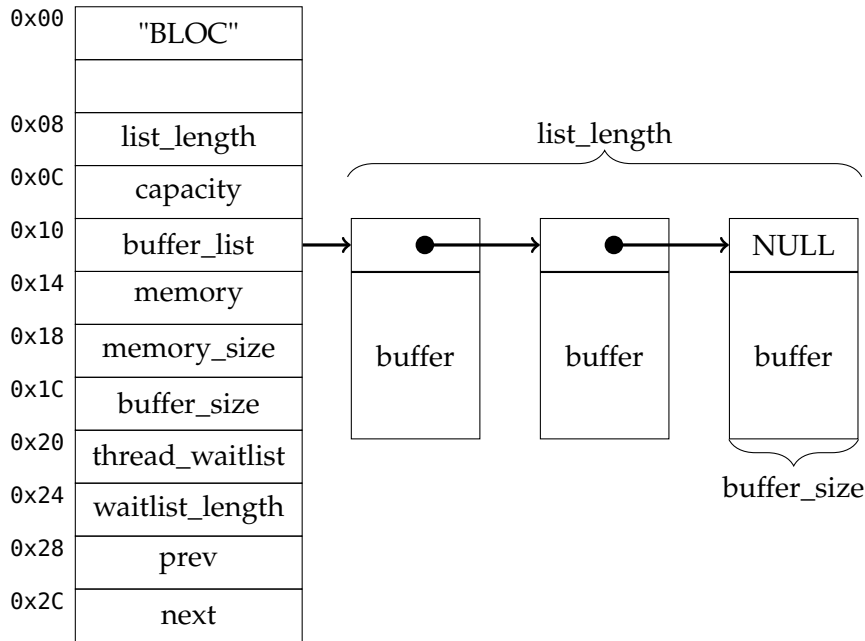 0x00
"BLOC"
0x08
list_length
0x0C
capacity
0x10
buffer_list
0x14
memory
0x18
memory_size
0x1C
buffer_size
0x20
thread_waitlist
0x24
waitlist_length
0x28
prev
0x2C
next
list_length
NULL
buffer
buffer
buffer
buffer_size